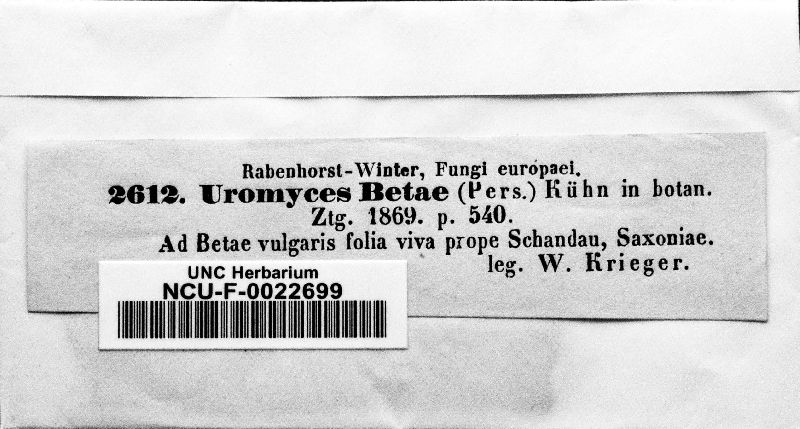 Rabenhorst-Winter, Fungi europaei.
2612. Uromyces Betae (Pers.) Kühn in botan.
Ztg. 1869. p. 540.
Ad Betae vulgaris folia viva prope Schandau, Saxoniae.
leg. W. Krieger.
UNC Herbarium
NCU-F-0022699